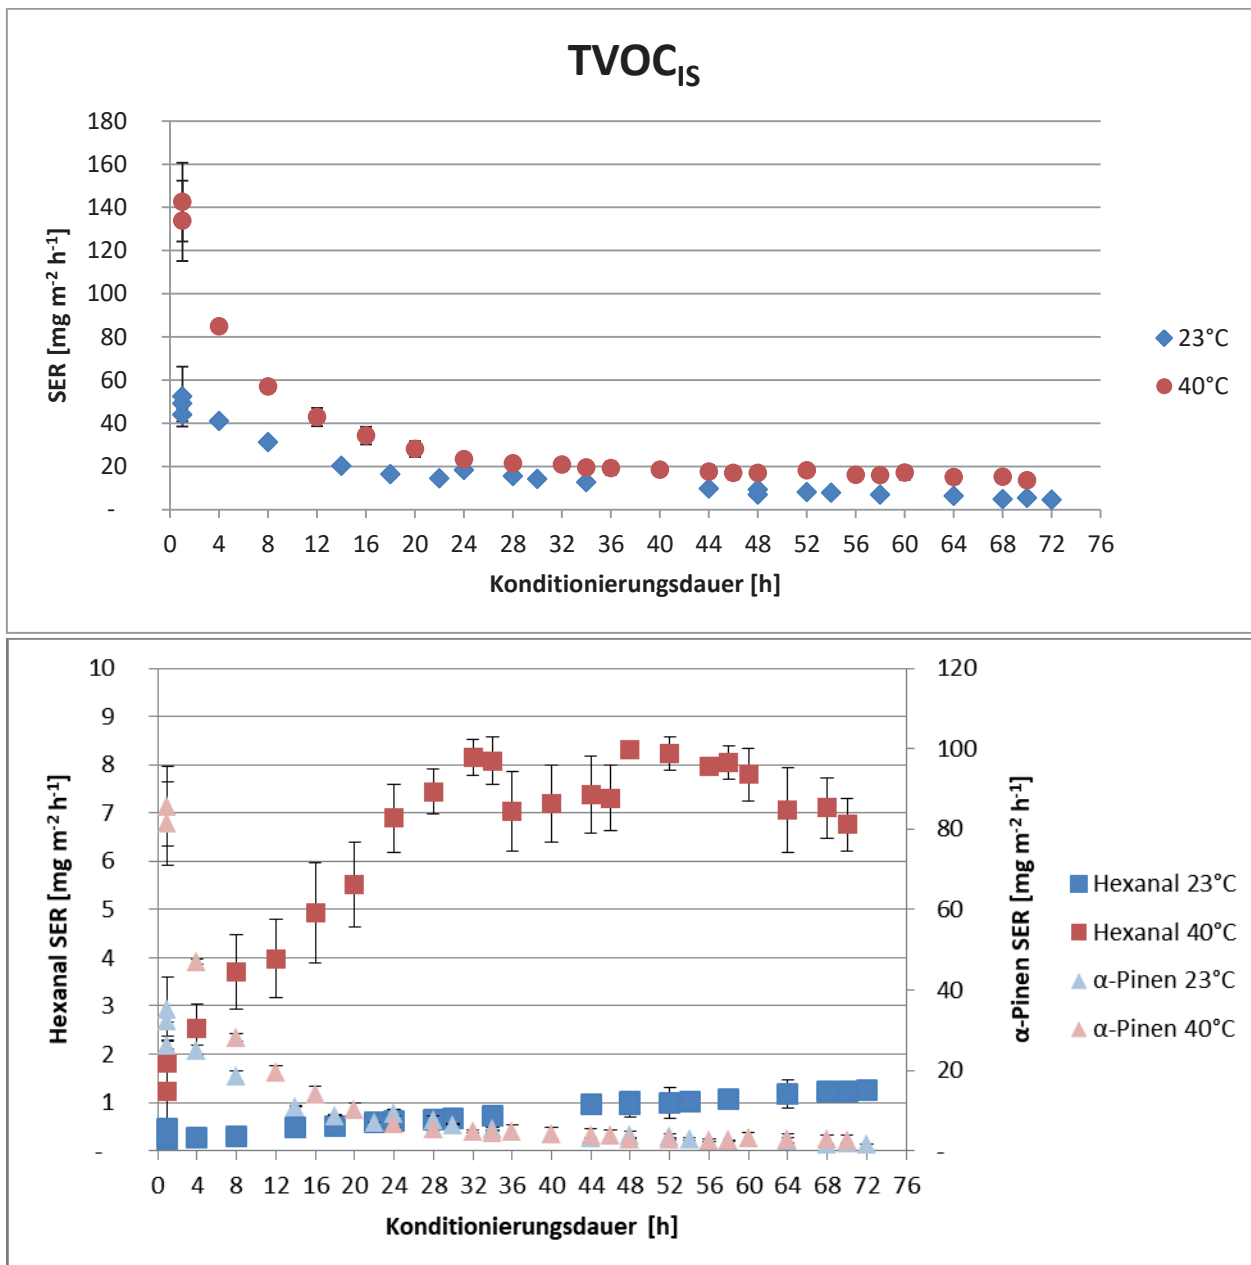 TVOC_IS
180
160
140
120
100
80
60
40
20
-
SER [mg m⁻² h⁻¹]
0 4 8 12 16 20 24 28 32 36 40 44 48 52 56 60 64 68 72 76
Konditionierungsdauer [h]
23°C
40°C
10
9
8
7
6
5
4
3
2
1
-
Hexanal SER [mg m⁻² h⁻¹]
120
100
80
60
40
20
-
α-Pinen SER [mg m⁻² h⁻¹]
0 4 8 12 16 20 24 28 32 36 40 44 48 52 56 60 64 68 72 76
Konditionierungsdauer [h]
Hexanal 23°C
Hexanal 40°C
α-Pinen 23°C
α-Pinen 40°C